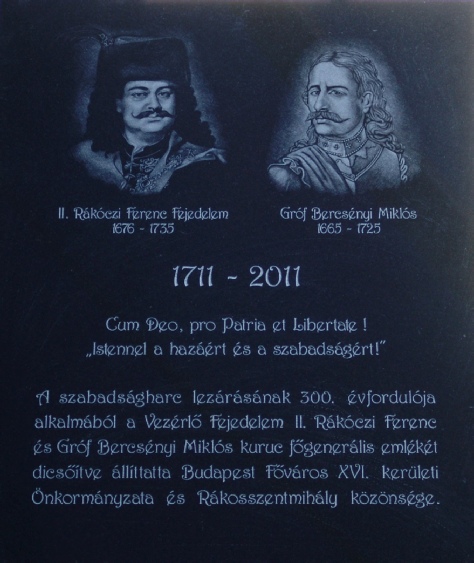 II. Rákóczi Ferenc Fejedelem
1676 - 1735
Gróf Bercsényi Miklós
1665 - 1725
1711 - 2011
Cum Deo, pro Patria et Libertate !
„Istennel a hazáért és a szabadságért!"
A szabadságharc lezárásának 300. évfordulója
alkalmából a Vezérlő Fejedelem II. Rákóczi Ferenc
és Gróf Bercsényi Miklós kuruc főgenerális emlékét
dicsőítve állíttatta Budapest Főváros XVI. kerületi
Önkormányzata és Rákosszentmihály közönsége.